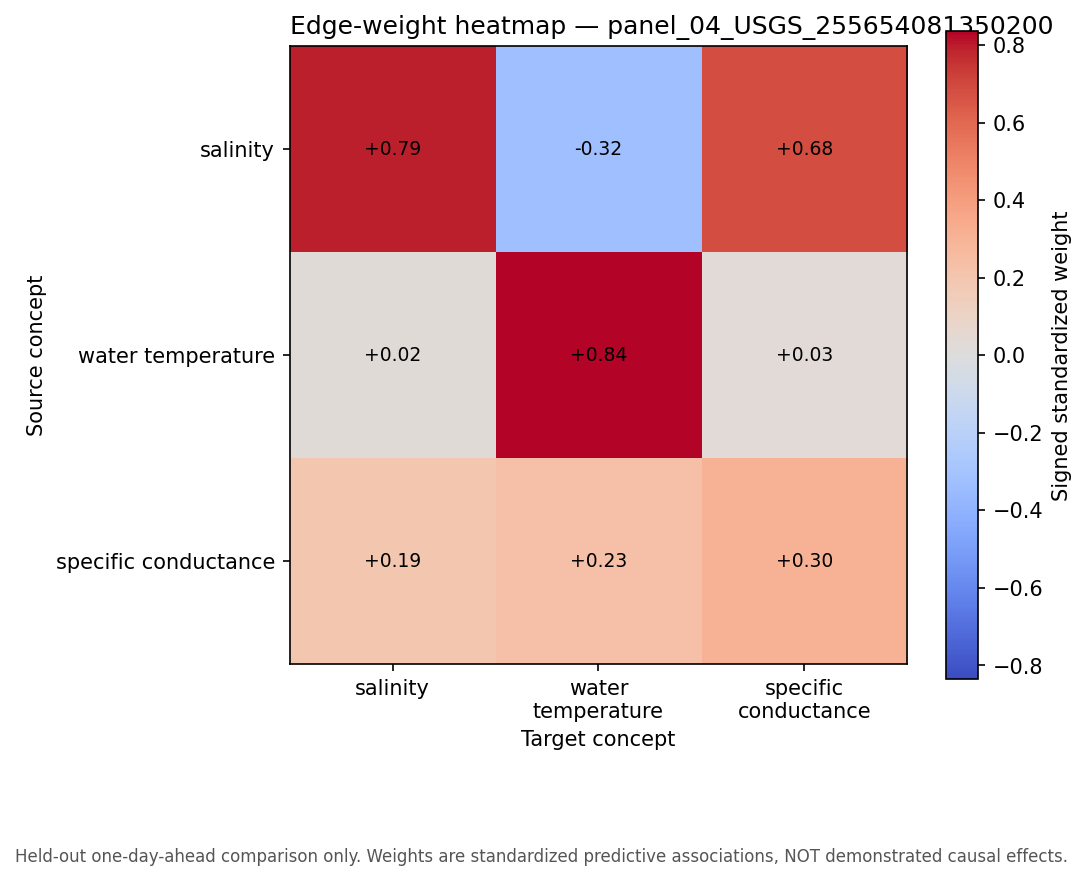 Edge-weight heatmap — panel_04_USGS_255654081350200
Source concept
salinity
+0.79
-0.32
+0.68
water temperature
+0.02
+0.84
+0.03
specific conductance
+0.19
+0.23
+0.30
salinity
water
temperature
specific
conductance
Target concept
0.8
0.6
0.4
0.2
0.0
−0.2
−0.4
−0.6
−0.8
Signed standardized weight
Held-out one-day-ahead comparison only. Weights are standardized predictive associations, NOT demonstrated causal effects.